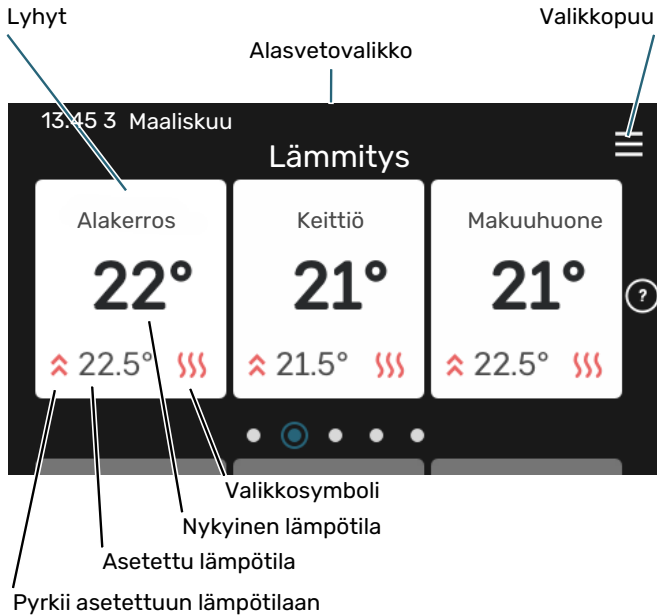 Lyhyt
Valikkopuu
Alasvetovalikko
13.45 3 Maaliskuu
Lämmitys
Alakerros
Keittiö
Makuuhuone
22°
21°
21°
?
22.5°
21.5°
22.5°
Valikkosymboli
Nykyinen lämpötila
Asetettu lämpötila
Pyrkii asetettuun lämpötilaan